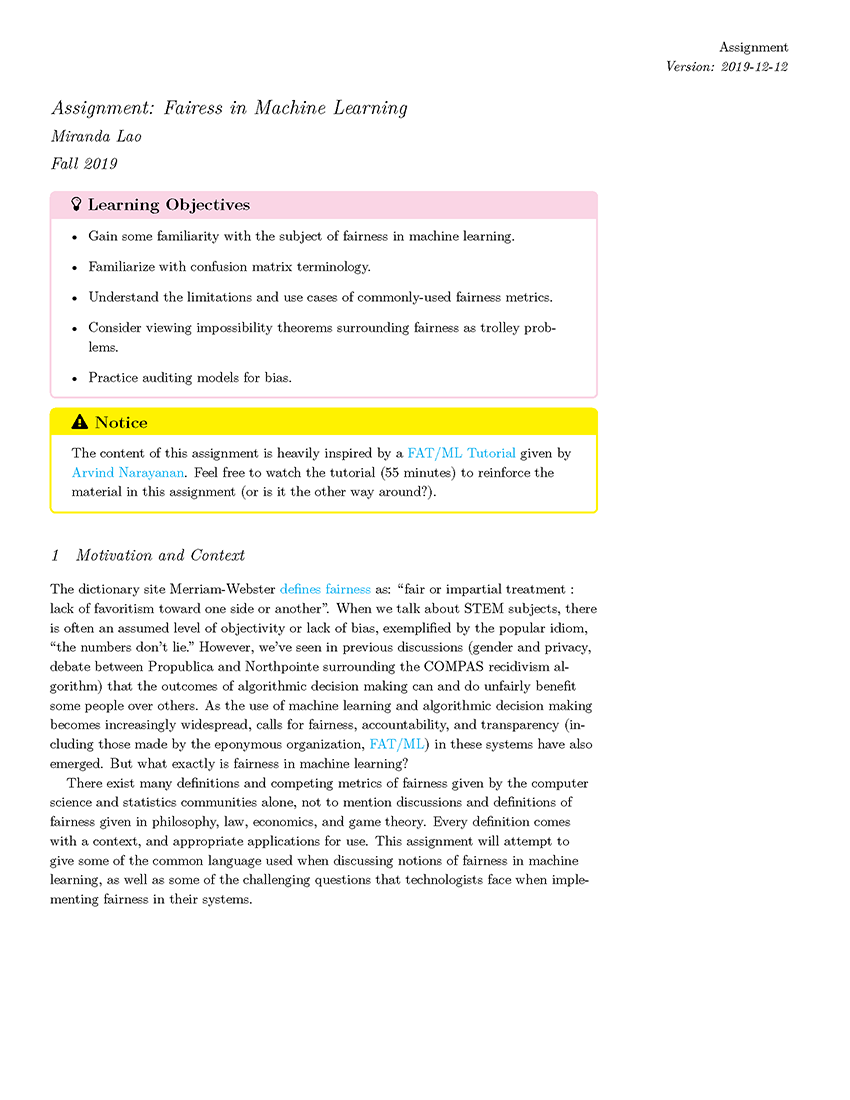 Assignment
Version: 2019-12-12
Assignment: Fairess in Machine Learning
Miranda Lao
Fall 2019
Learning Objectives
• Gain some familiarity with the subject of fairness in machine learning.
• Familiarize with confusion matrix terminology.
• Understand the limitations and use cases of commonly-used fairness metrics.
• Consider viewing impossibility theorems surrounding fairness as trolley prob-
lems.
• Practice auditing models for bias.
Notice
The content of this assignment is heavily inspired by a FAT/ML Tutorial given by
Arvind Narayanan. Feel free to watch the tutorial (55 minutes) to reinforce the
material in this assignment (or is it the other way around?).
1 Motivation and Context
The dictionary site Merriam-Webster defines fairness as: “fair or impartial treatment :
lack of favoritism toward one side or another”. When we talk about STEM subjects, there
is often an assumed level of objectivity or lack of bias, exemplified by the popular idiom,
“the numbers don’t lie.” However, we’ve seen in previous discussions (gender and privacy,
debate between Propublica and Northpointe surrounding the COMPAS recidivism al-
gorithm) that the outcomes of algorithmic decision making can and do unfairly benefit
some people over others. As the use of machine learning and algorithmic decision making
becomes increasingly widespread, calls for fairness, accountability, and transparency (in-
cluding those made by the eponymous organization, FAT/ML) in these systems have also
emerged. But what exactly is fairness in machine learning?
There exist many definitions and competing metrics of fairness given by the computer
science and statistics communities alone, not to mention discussions and definitions of
fairness given in philosophy, law, economics, and game theory. Every definition comes
with a context, and appropriate applications for use. This assignment will attempt to
give some of the common language used when discussing notions of fairness in machine
learning, as well as some of the challenging questions that technologists face when imple-
menting fairness in their systems.